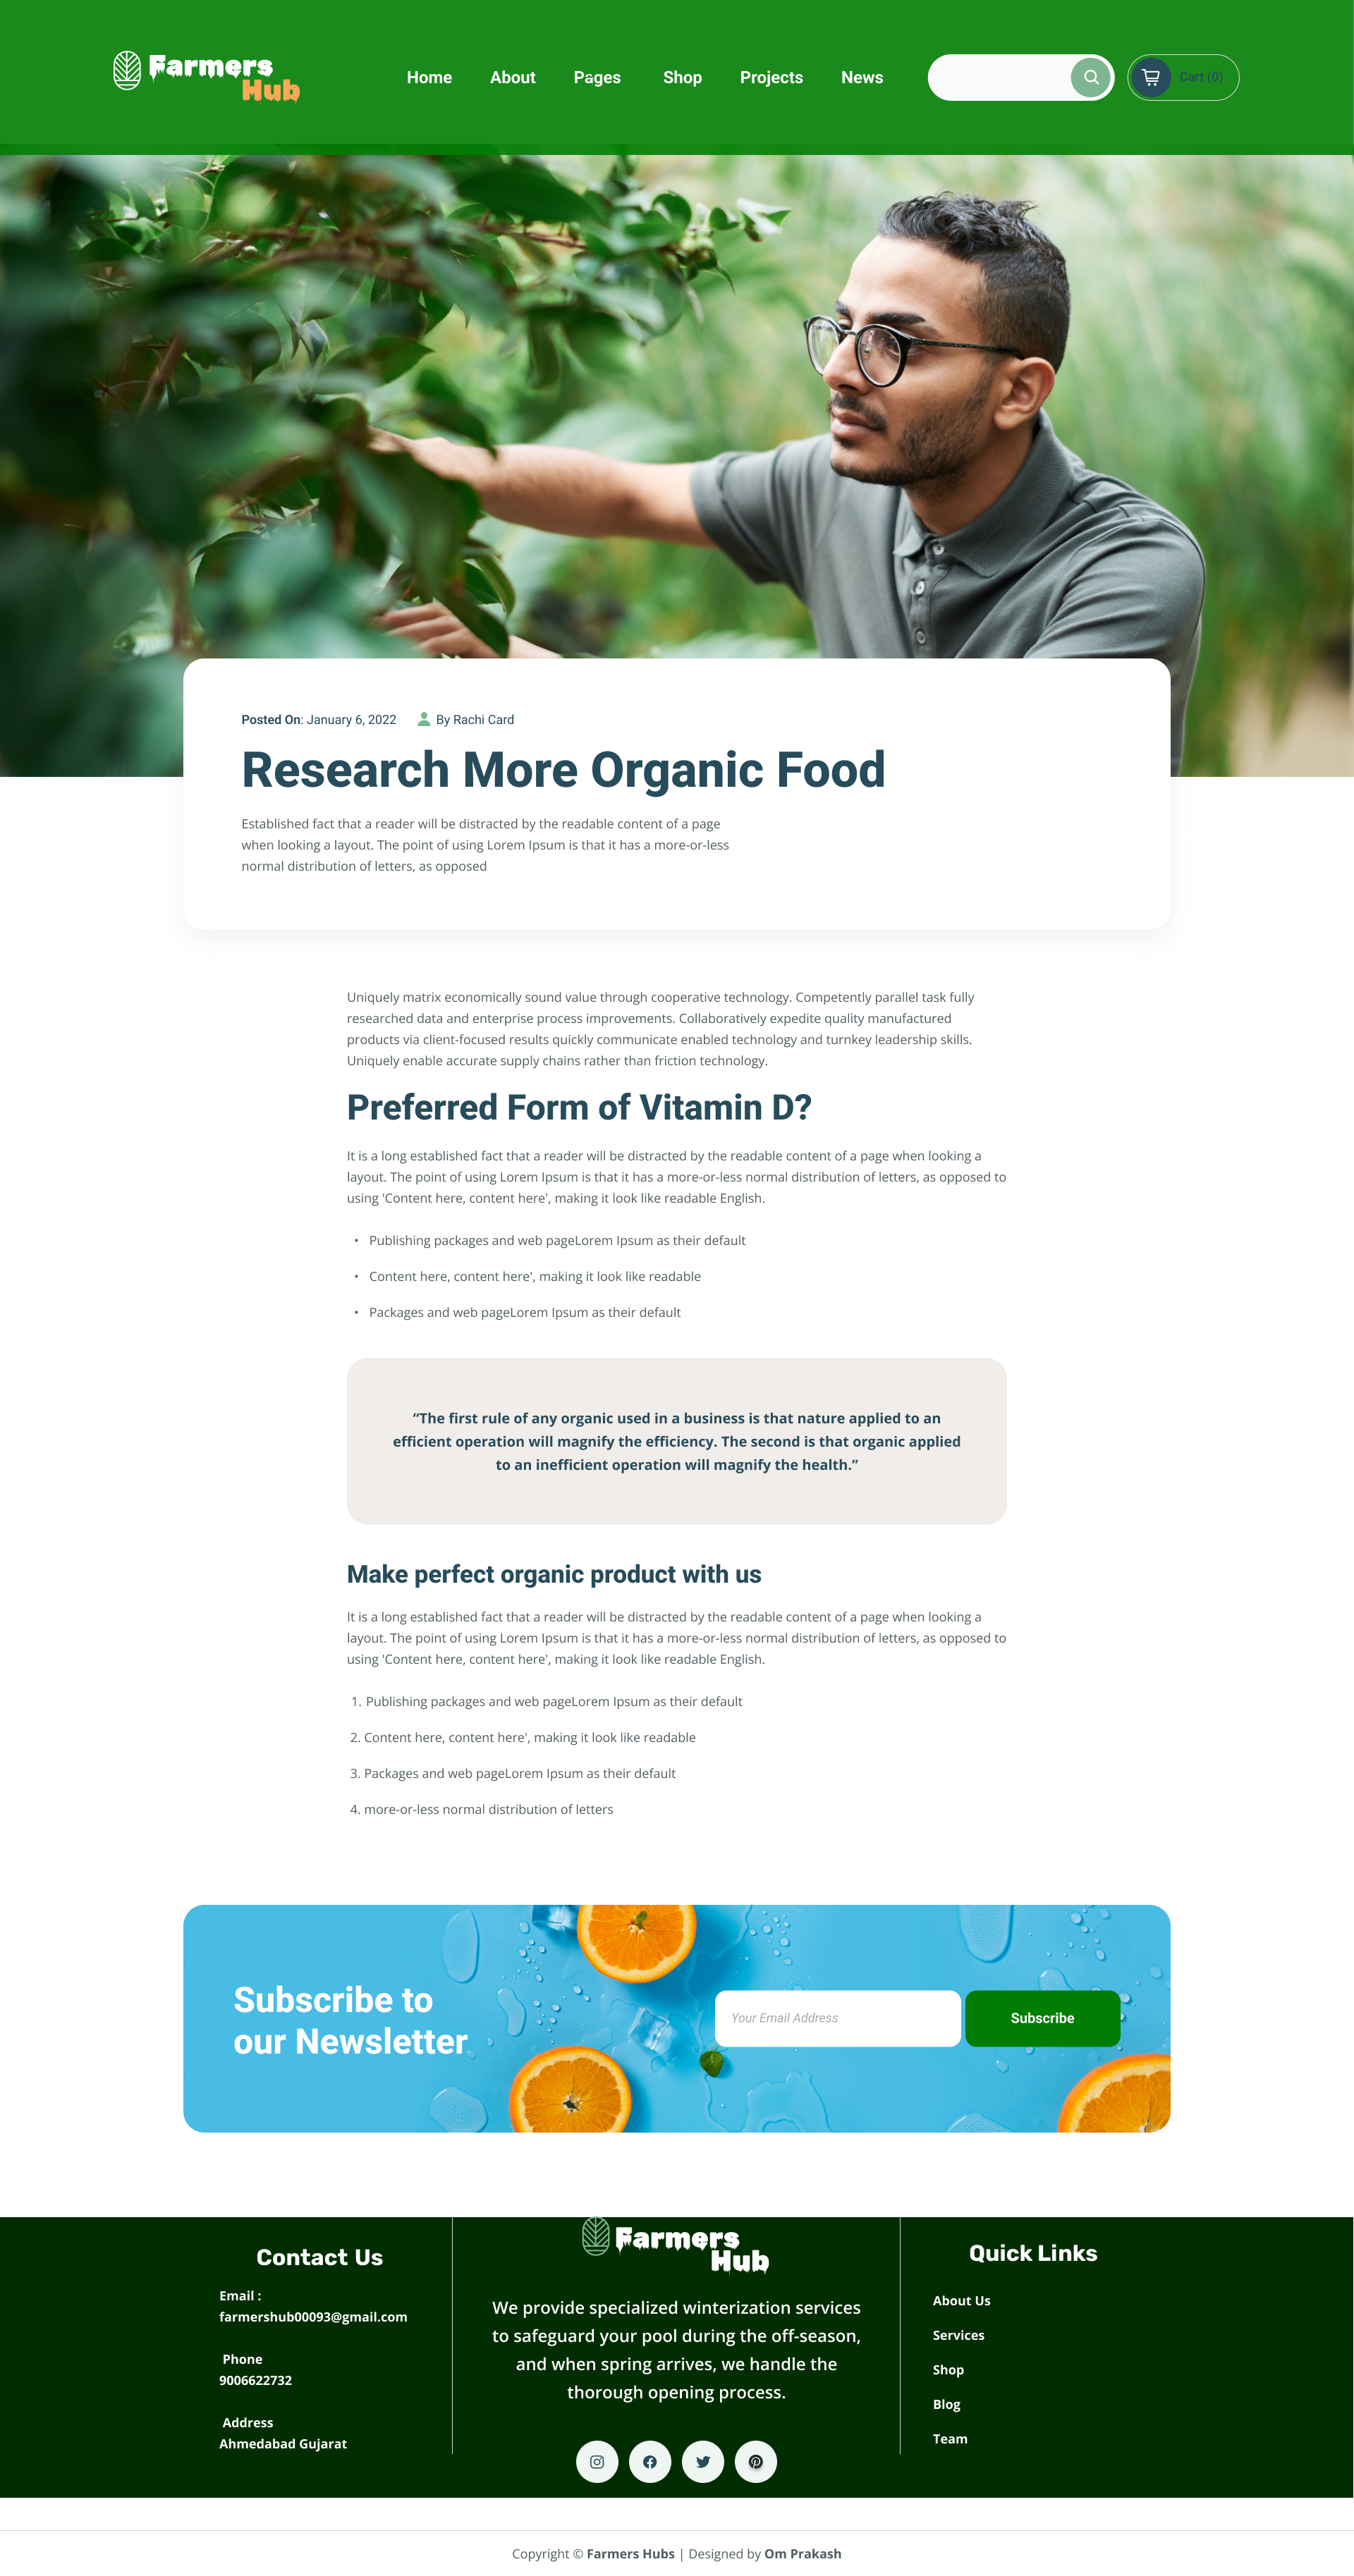 Farmers
Hub
Home About Pages Shop Projects News
Cart (0)
Posted On: January 6, 2022 By Rachi Card
Research More Organic Food
Established fact that a reader will be distracted by the readable content of a page
when looking a layout. The point of using Lorem Ipsum is that it has a more-or-less
normal distribution of letters, as opposed
Uniquely matrix economically sound value through cooperative technology. Competently parallel task fully
researched data and enterprise process improvements. Collaboratively expedite quality manufactured
products via client-focused results quickly communicate enabled technology and turnkey leadership skills.
Uniquely enable accurate supply chains rather than friction technology.
Preferred Form of Vitamin D?
It is a long established fact that a reader will be distracted by the readable content of a page when looking a
layout. The point of using Lorem Ipsum is that it has a more-or-less normal distribution of letters, as opposed to
using 'Content here, content here', making it look like readable English.
• Publishing packages and web pageLorem Ipsum as their default
• Content here, content here', making it look like readable
• Packages and web pageLorem Ipsum as their default
“The first rule of any organic used in a business is that nature applied to an
efficient operation will magnify the efficiency. The second is that organic applied
to an inefficient operation will magnify the health.”
Make perfect organic product with us
It is a long established fact that a reader will be distracted by the readable content of a page when looking a
layout. The point of using Lorem Ipsum is that it has a more-or-less normal distribution of letters, as opposed to
using 'Content here, content here', making it look like readable English.
1. Publishing packages and web pageLorem Ipsum as their default
2. Content here, content here', making it look like readable
3. Packages and web pageLorem Ipsum as their default
4. more-or-less normal distribution of letters
Subscribe to
our Newsletter
Your Email Address
Subscribe
Contact Us
Email :
farmershub00093@gmail.com
Phone
9006622732
Address
Ahmedabad Gujarat
Farmers
Hub
We provide specialized winterization services
to safeguard your pool during the off-season,
and when spring arrives, we handle the
thorough opening process.
Quick Links
About Us
Services
Shop
Blog
Team
Copyright © Farmers Hubs | Designed by Om Prakash